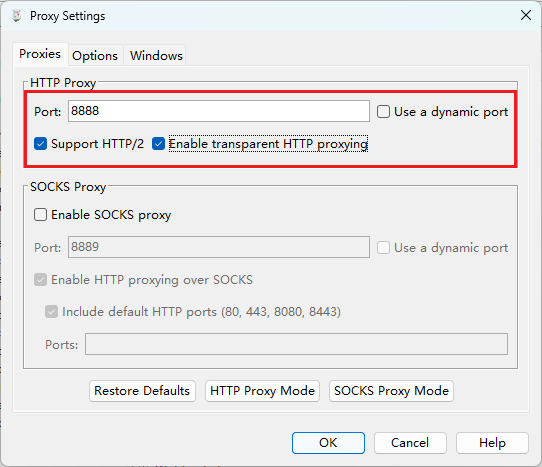 Proxy Settings
Proxies Options Windows
HTTP Proxy
Port: 8888 Use a dynamic port
Support HTTP/2 Enable transparent HTTP proxying
SOCKS Proxy
Enable SOCKS proxy
Port: 8889 Use a dynamic port
Enable HTTP proxying over SOCKS
Include default HTTP ports (80, 443, 8080, 8443)
Ports:
Restore Defaults HTTP Proxy Mode SOCKS Proxy Mode
OK Cancel Help